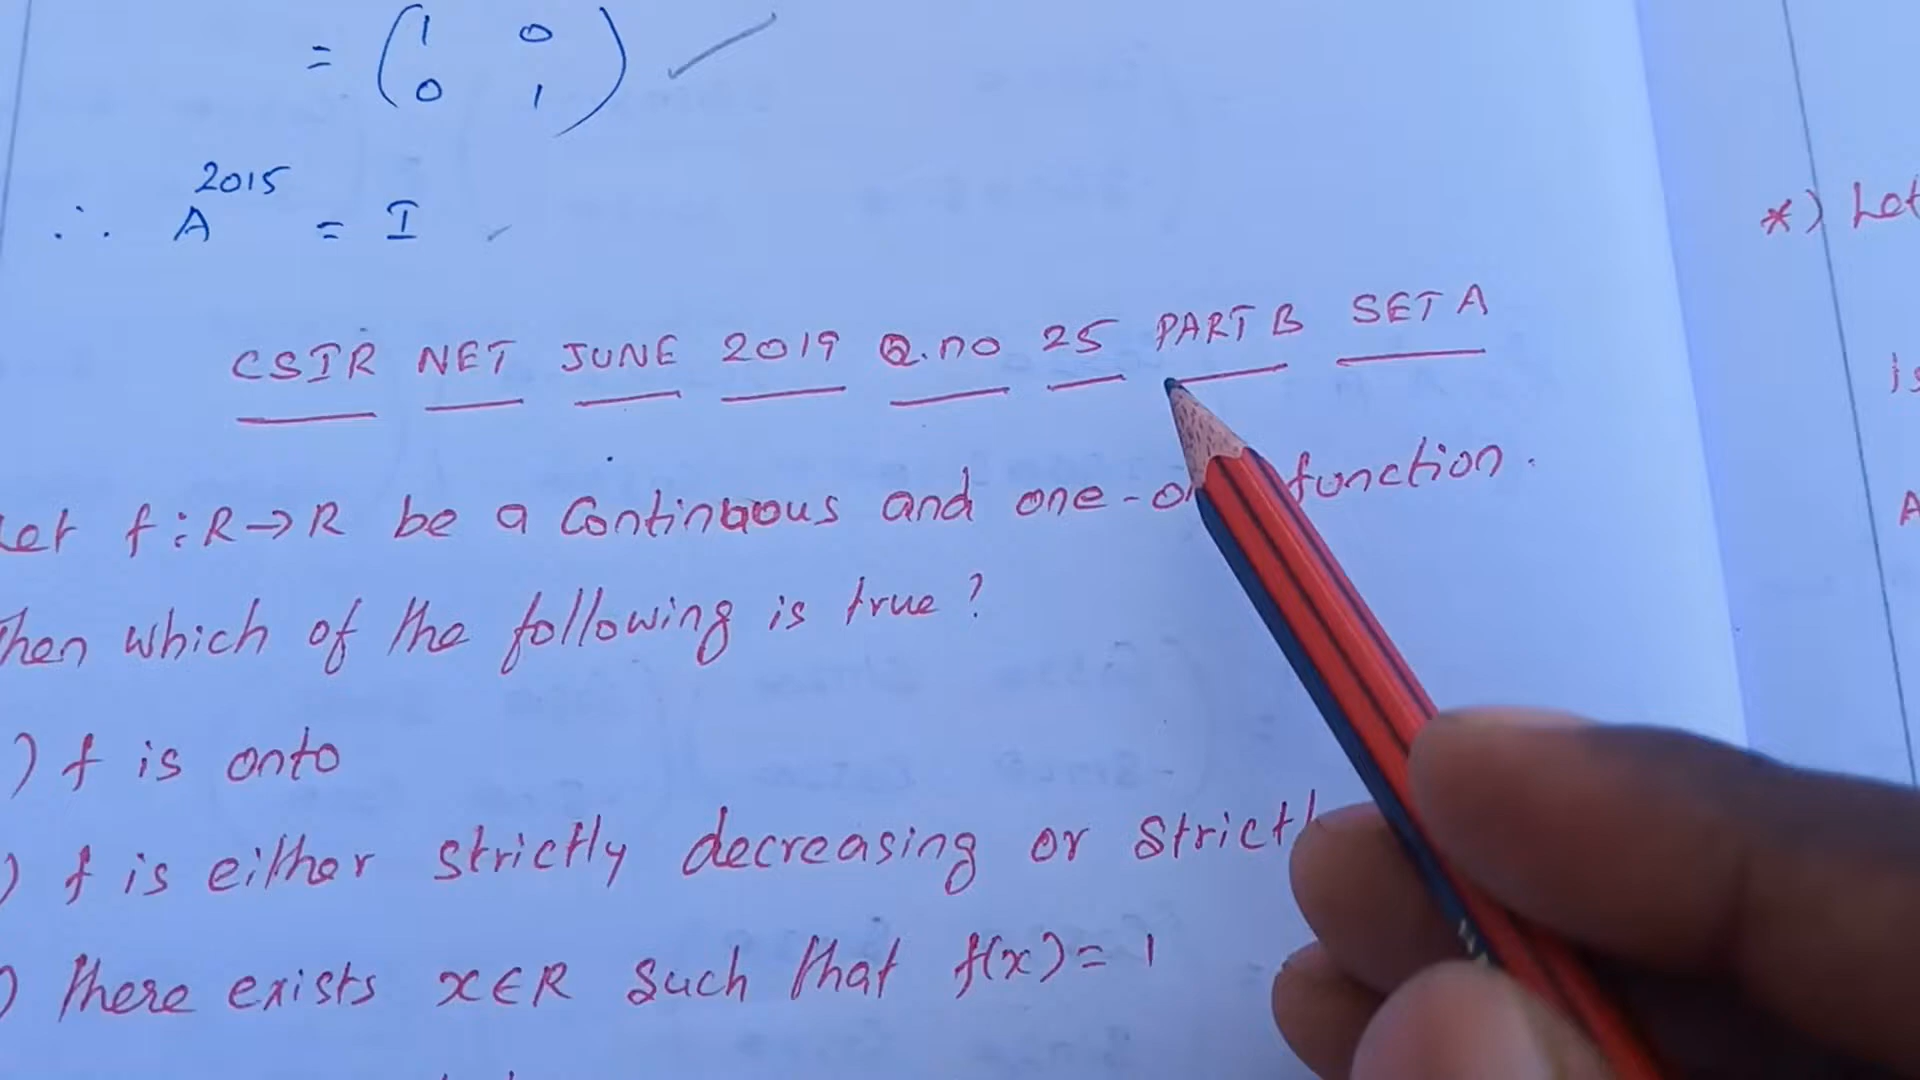 = ( 1 0
0 1 )
∴ A^2015 = I
CSIR NET JUNE 2019 Q.no 25 PART B SET A
*) Let
Let f:R→R be a continuous and one-one function.
Then which of the following is true?
) f is onto
) f is either strictly decreasing or strictl
) there exists x∈R such that f(x)=1